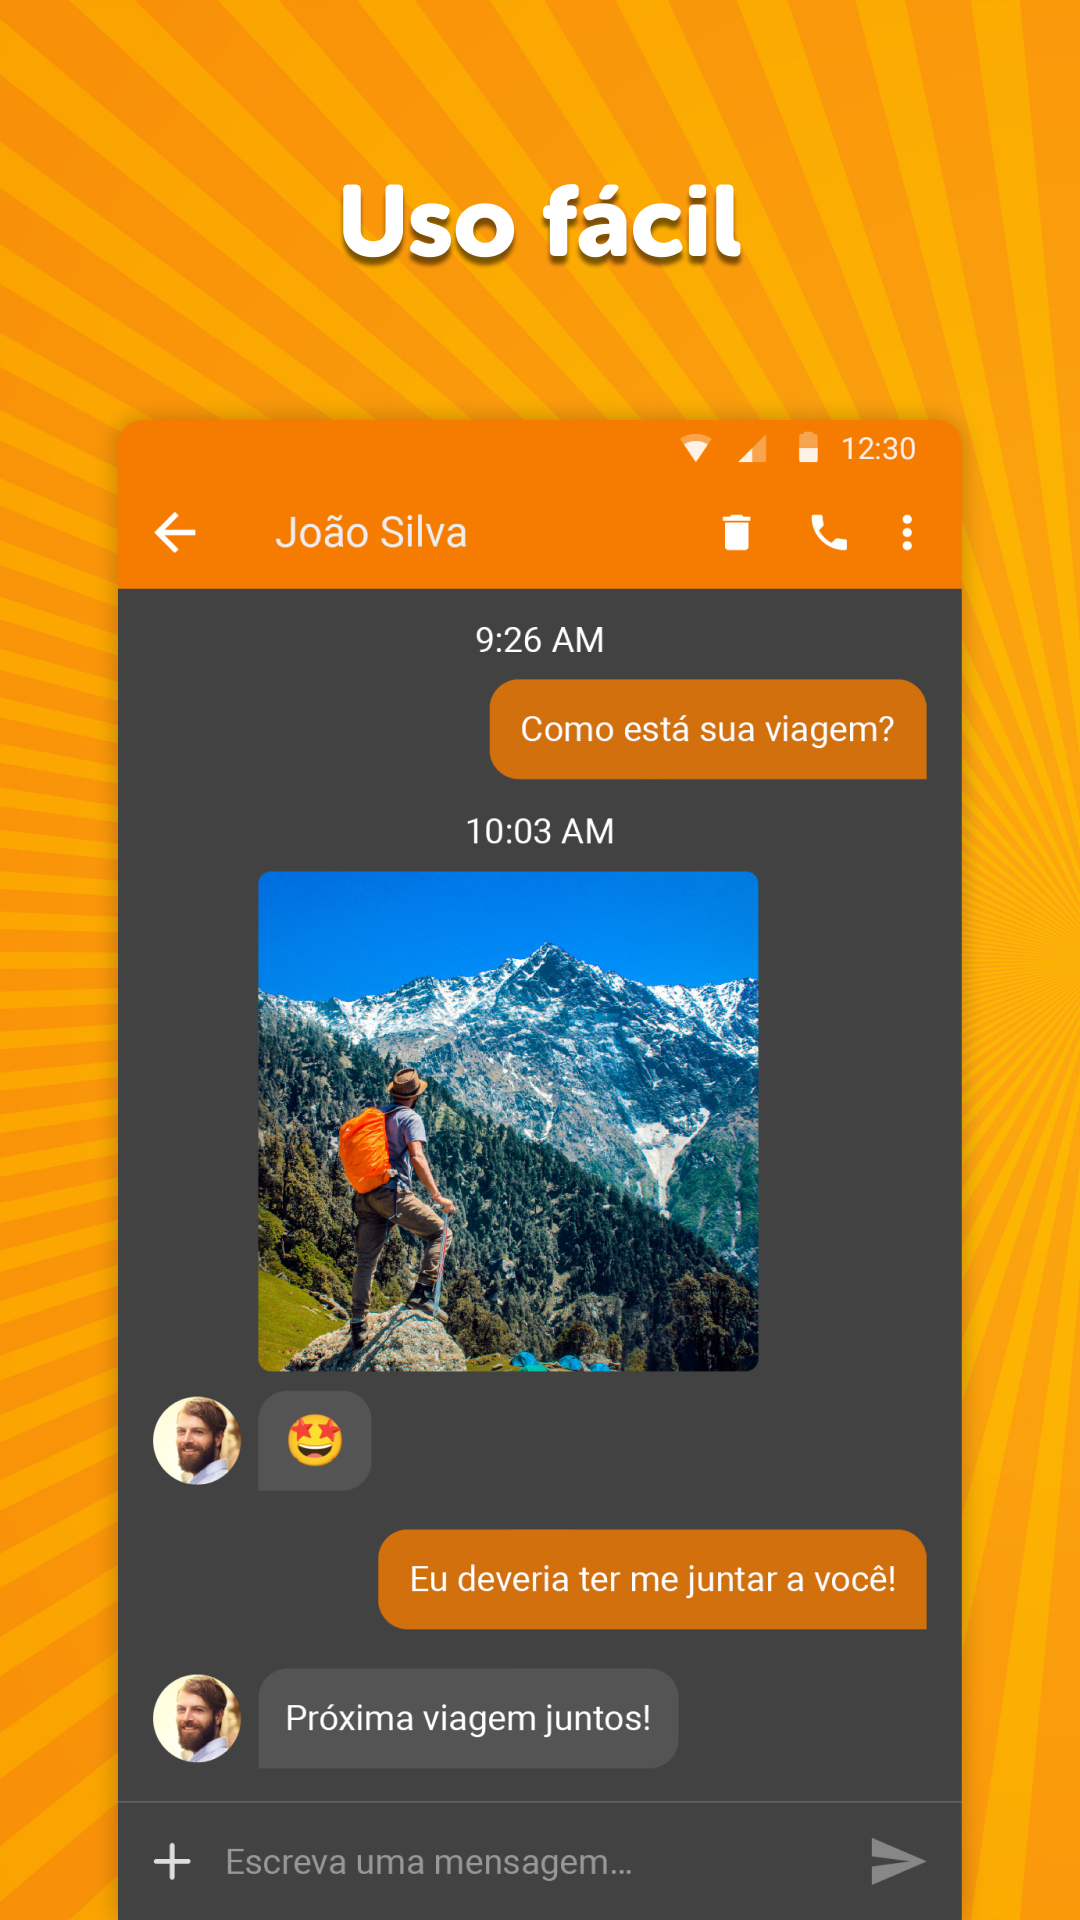 Uso fácil
12:30
João Silva
9:26 AM
Como está sua viagem?
10:03 AM
Eu deveria ter me juntar a você!
Próxima viagem juntos!
Escreva uma mensagem...